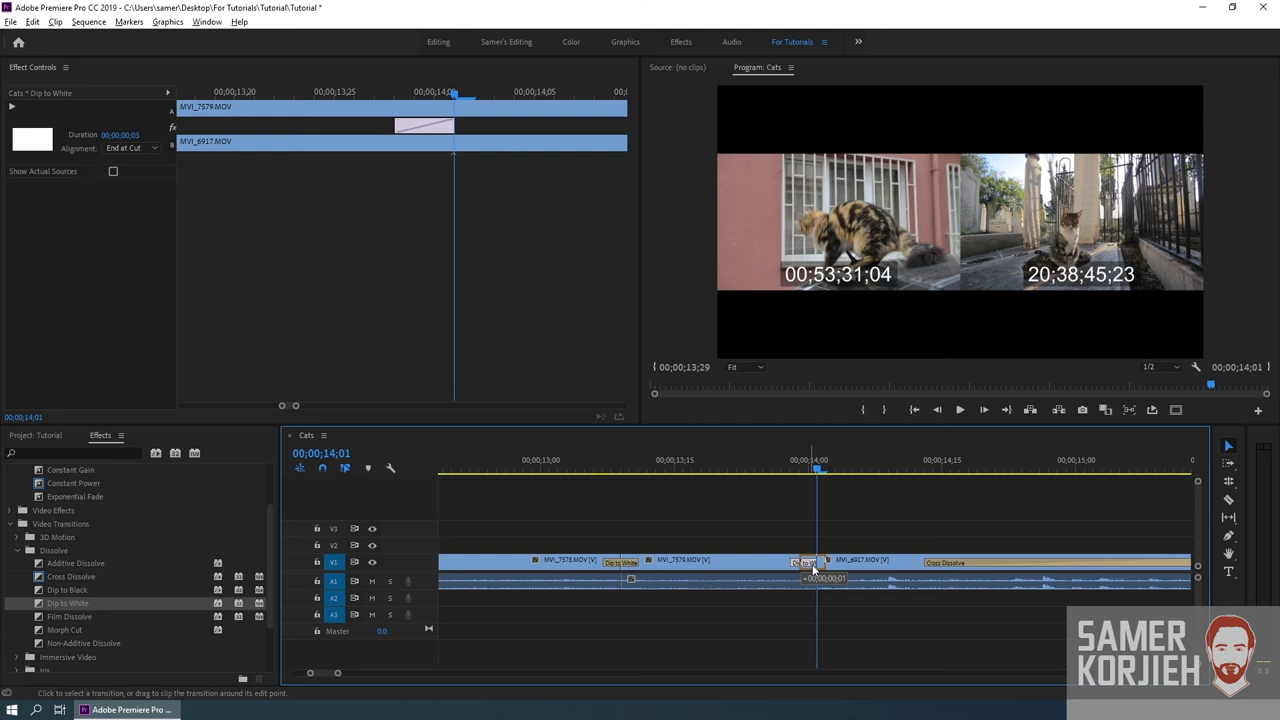 Adobe Premiere Pro CC 2019 - C:\Users\samer\Desktop\For Tutorials\Tutorial\Tutorial *
File Edit Clip Sequence Markers Graphics Window Help
Editing Samer's Editing Color Graphics Effects Audio For Tutorials
Effect Controls
Source: (no clips) Program: Cats
Cats * Dip to White
00;00;13;20 00;00;13;25 00;00;14;00 00;00;14;05
A MVI_7579.MOV
fx
Duration 00;00;00;03
B MVI_6917.MOV
Alignment: End at Cut
Show Actual Sources
00;53;31;04 20;38;45;23
00;00;13;29 Fit 1/2 00;00;14;01
00;00;14;01
Project: Tutorial Effects
Cats
00;00;14;01
00;00;13;00 00;00;13;15 00;00;14;00 00;00;14;15 00;00;15;00
Constant Gain
Constant Power
Exponential Fade
Video Effects
Video Transitions
3D Motion
Dissolve
Additive Dissolve
Cross Dissolve
Dip to Black
Dip to White
Film Dissolve
Morph Cut
Non-Additive Dissolve
Immersive Video
Iris
V3
V2
V1 MVI_7578.MOV [V] Dip to White MVI_7579.MOV [V] MVI_6917.MOV [V] Cross Dissolve
+00;00;00;01
A1 M S
A2 M S
A3 M S
Master 0.0
Click to select a transition, or drag to slip the transition around its edit point.
SAMER
KORJIEH
Adobe Premiere Pro ...